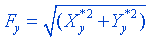 F_y = √(X_y^{*2} + Y_y^{*2})